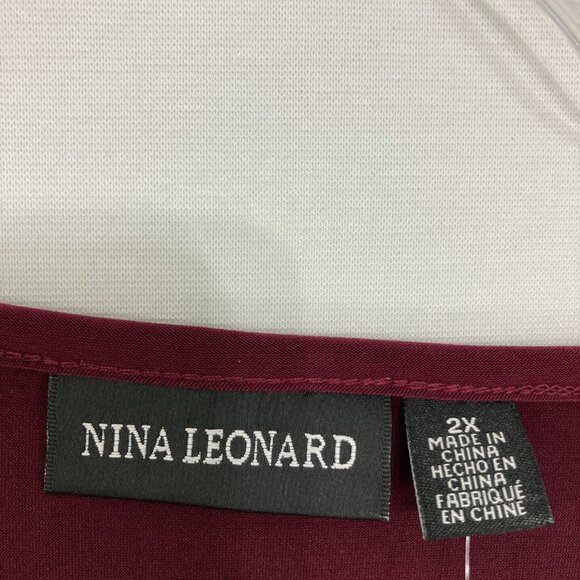 NINA LEONARD
2X
MADE IN
CHINA
HECHO EN
CHINA
FABRIQUÉ
EN CHINE